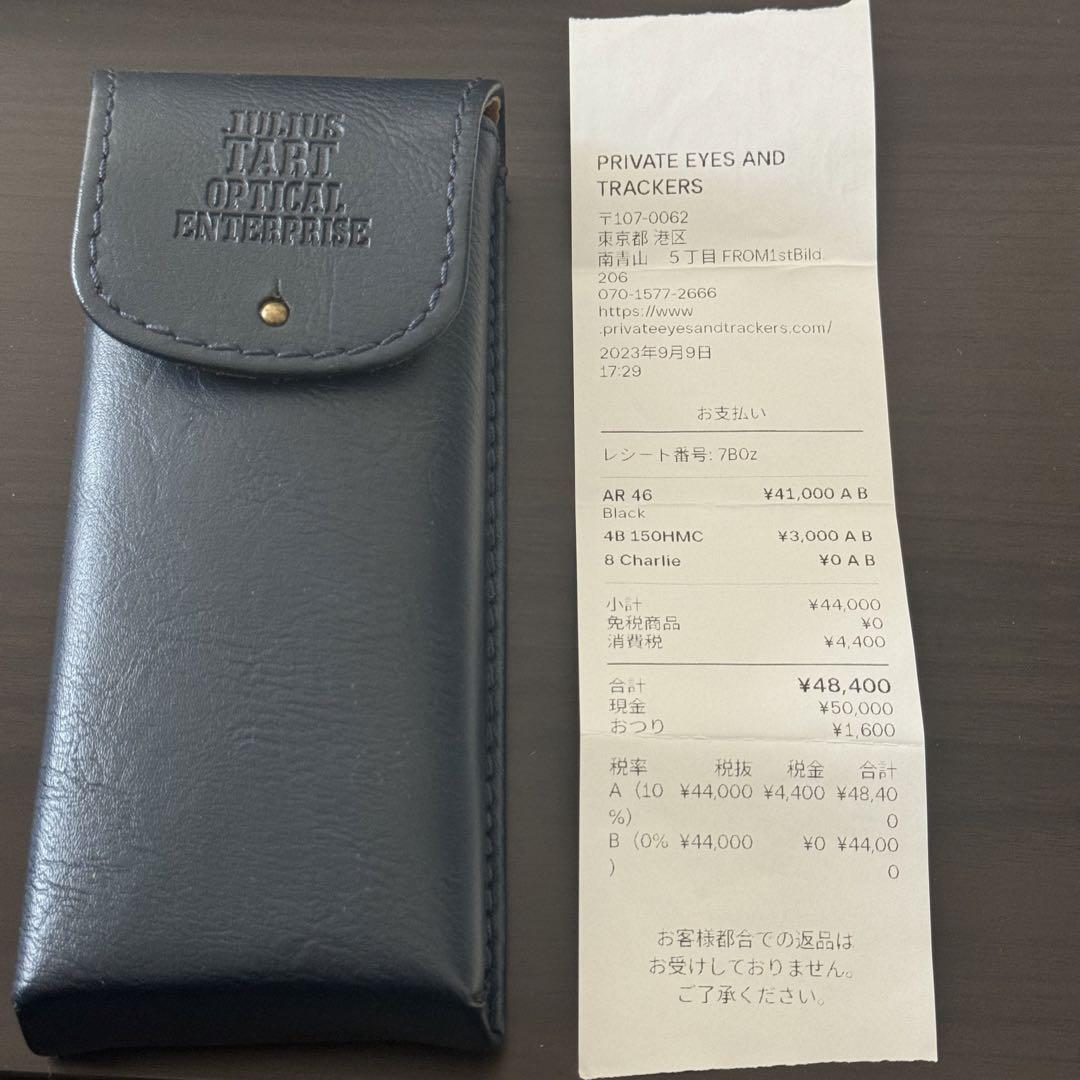 JULIUS
TART
OPTICAL
ENTERPRISE
PRIVATE EYES AND
TRACKERS
〒107-0062
東京都 港区
南青山 5丁目 FROM1stBild.
206
070-1577-2666
https://www
.privateeyesandtrackers.com/
2023年9月9日
17:29
お支払い
レシート番号: 7B0z
AR 46 ¥41,000 A B
Black
4B 150HMC ¥3,000 A B
8 Charlie ¥0 A B
小計 ¥44,000
免税商品 ¥0
消費税 ¥4,400
合計 ¥48,400
現金 ¥50,000
おつり ¥1,600
税率 税抜 税金 合計
A (10 ¥44,000 ¥4,400 ¥48,40
%) 0
B (0% ¥44,000 ¥0 ¥44,00
) 0
お客様都合での返品は
お受けしておりません。
ご了承ください。